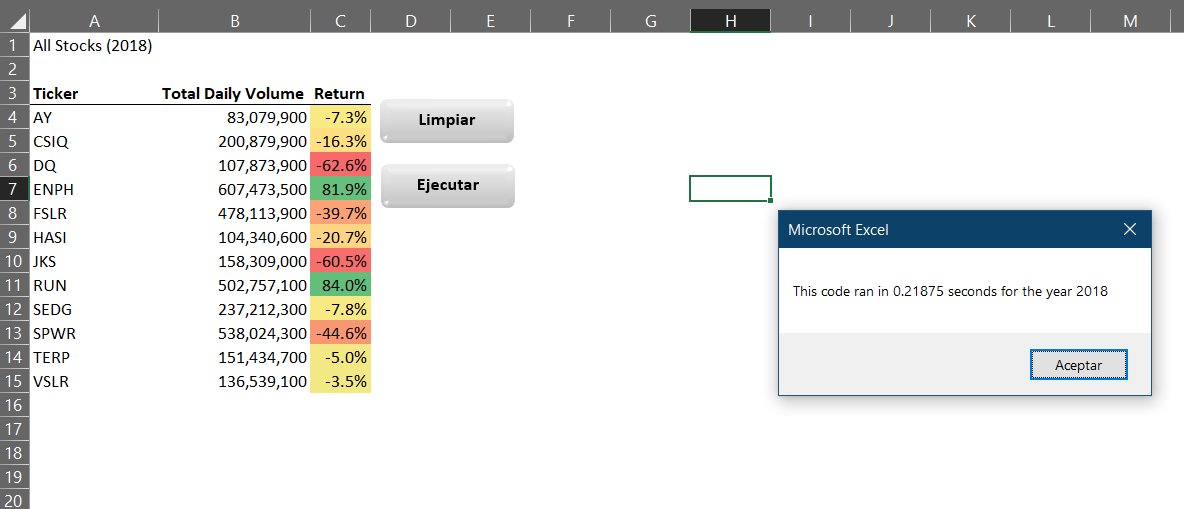 A B C D E F G H I J K L M
1 All Stocks (2018)
2
3 Ticker Total Daily Volume Return
4 AY 83,079,900 -7.3%
Limpiar
5 CSIQ 200,879,900 -16.3%
6 DQ 107,873,900 -62.6%
7 ENPH 607,473,500 81.9%
Ejecutar
8 FSLR 478,113,900 -39.7%
9 HASI 104,340,600 -20.7%
10 JKS 158,309,000 -60.5%
11 RUN 502,757,100 84.0%
12 SEDG 237,212,300 -7.8%
13 SPWR 538,024,300 -44.6%
14 TERP 151,434,700 -5.0%
15 VSLR 136,539,100 -3.5%
16
17
18
19
20
Microsoft Excel
This code ran in 0.21875 seconds for the year 2018
Aceptar